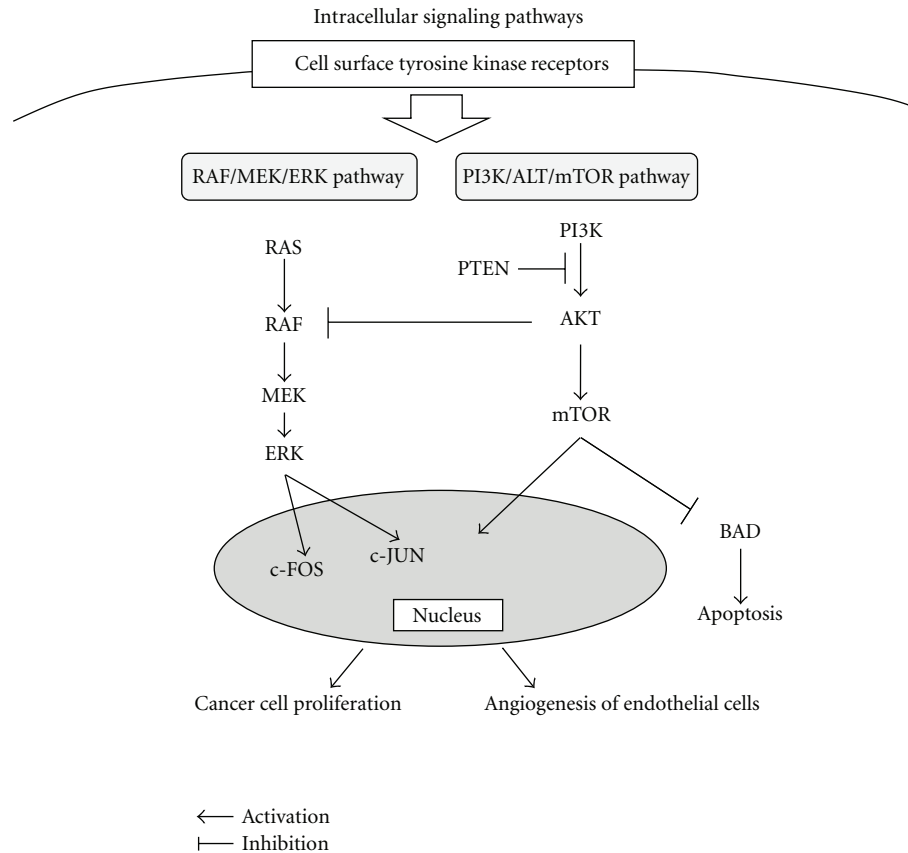 Intracellular signaling pathways
Cell surface tyrosine kinase receptors
RAF/MEK/ERK pathway
PI3K/ALT/mTOR pathway
PI3K
RAS
PTEN
RAF
AKT
MEK
mTOR
ERK
BAD
c-JUN
c-FOS
Nucleus
Apoptosis
Cancer cell proliferation
Angiogenesis of endothelial cells
Activation
Inhibition